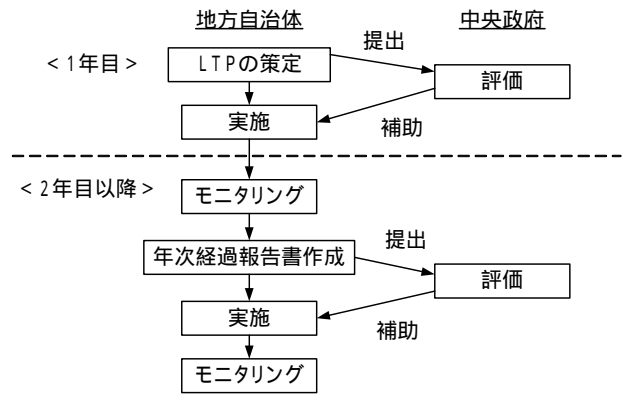 地方自治体
中央政府
提出
<1年目>
LTPの策定
評価
実施
補助
<2年目以降>
モニタリング
提出
年次経過報告書作成
評価
実施
補助
モニタリング